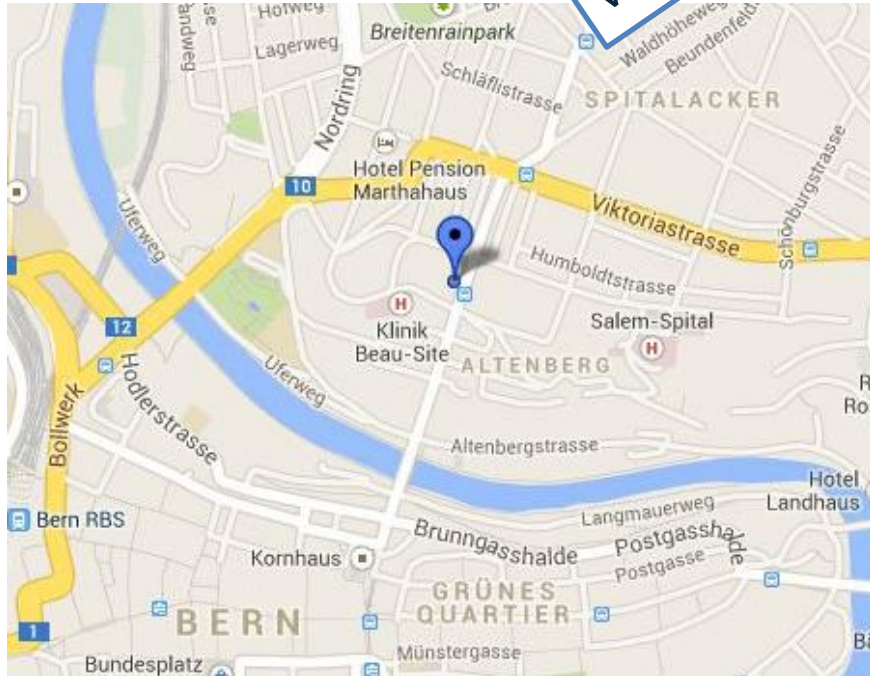 Hofweg
andweg
Lagerweg
Breitenrainpark
Waldhöheweg
Beundenfeld
Schläflistrasse
SPITALACKER
Nordring
Hotel Pension
Marthahaus
10
Viktoriastrasse
Schönburgstrasse
Uferweg
Humboldtstrasse
H
Klinik
Beau-Site
Salem-Spital
H
12
ALTENBERG
Hodlerstrasse
Uferweg
Bollwerk
Altenbergstrasse
Hotel
Landhaus
Langmauerweg
Bern RBS
Brunngasshalde
Postgasshalde
Postgasse
Kornhaus
GRÜNES
QUARTIER
BERN
1
Münstergasse
Bundesplatz